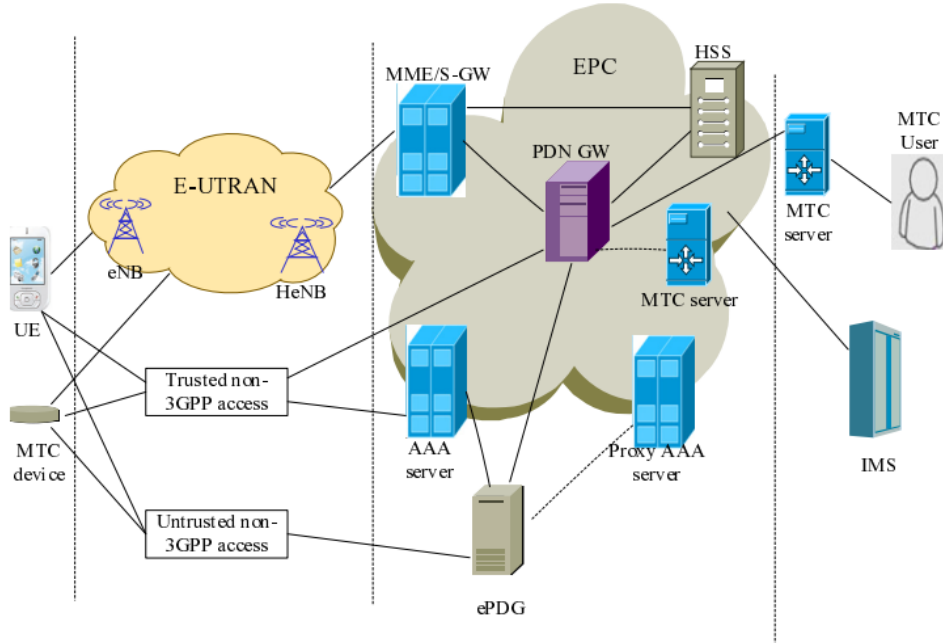 HSS
EPC
MME/S-GW
MTC
User
PDN GW
E-UTRAN
MTC
server
eNB
HeNB
MTC server
UE
Trusted non-
3GPP access
AAA
server
Proxy AAA
server
MTC
device
IMS
Untrusted non-
3GPP access
ePDG